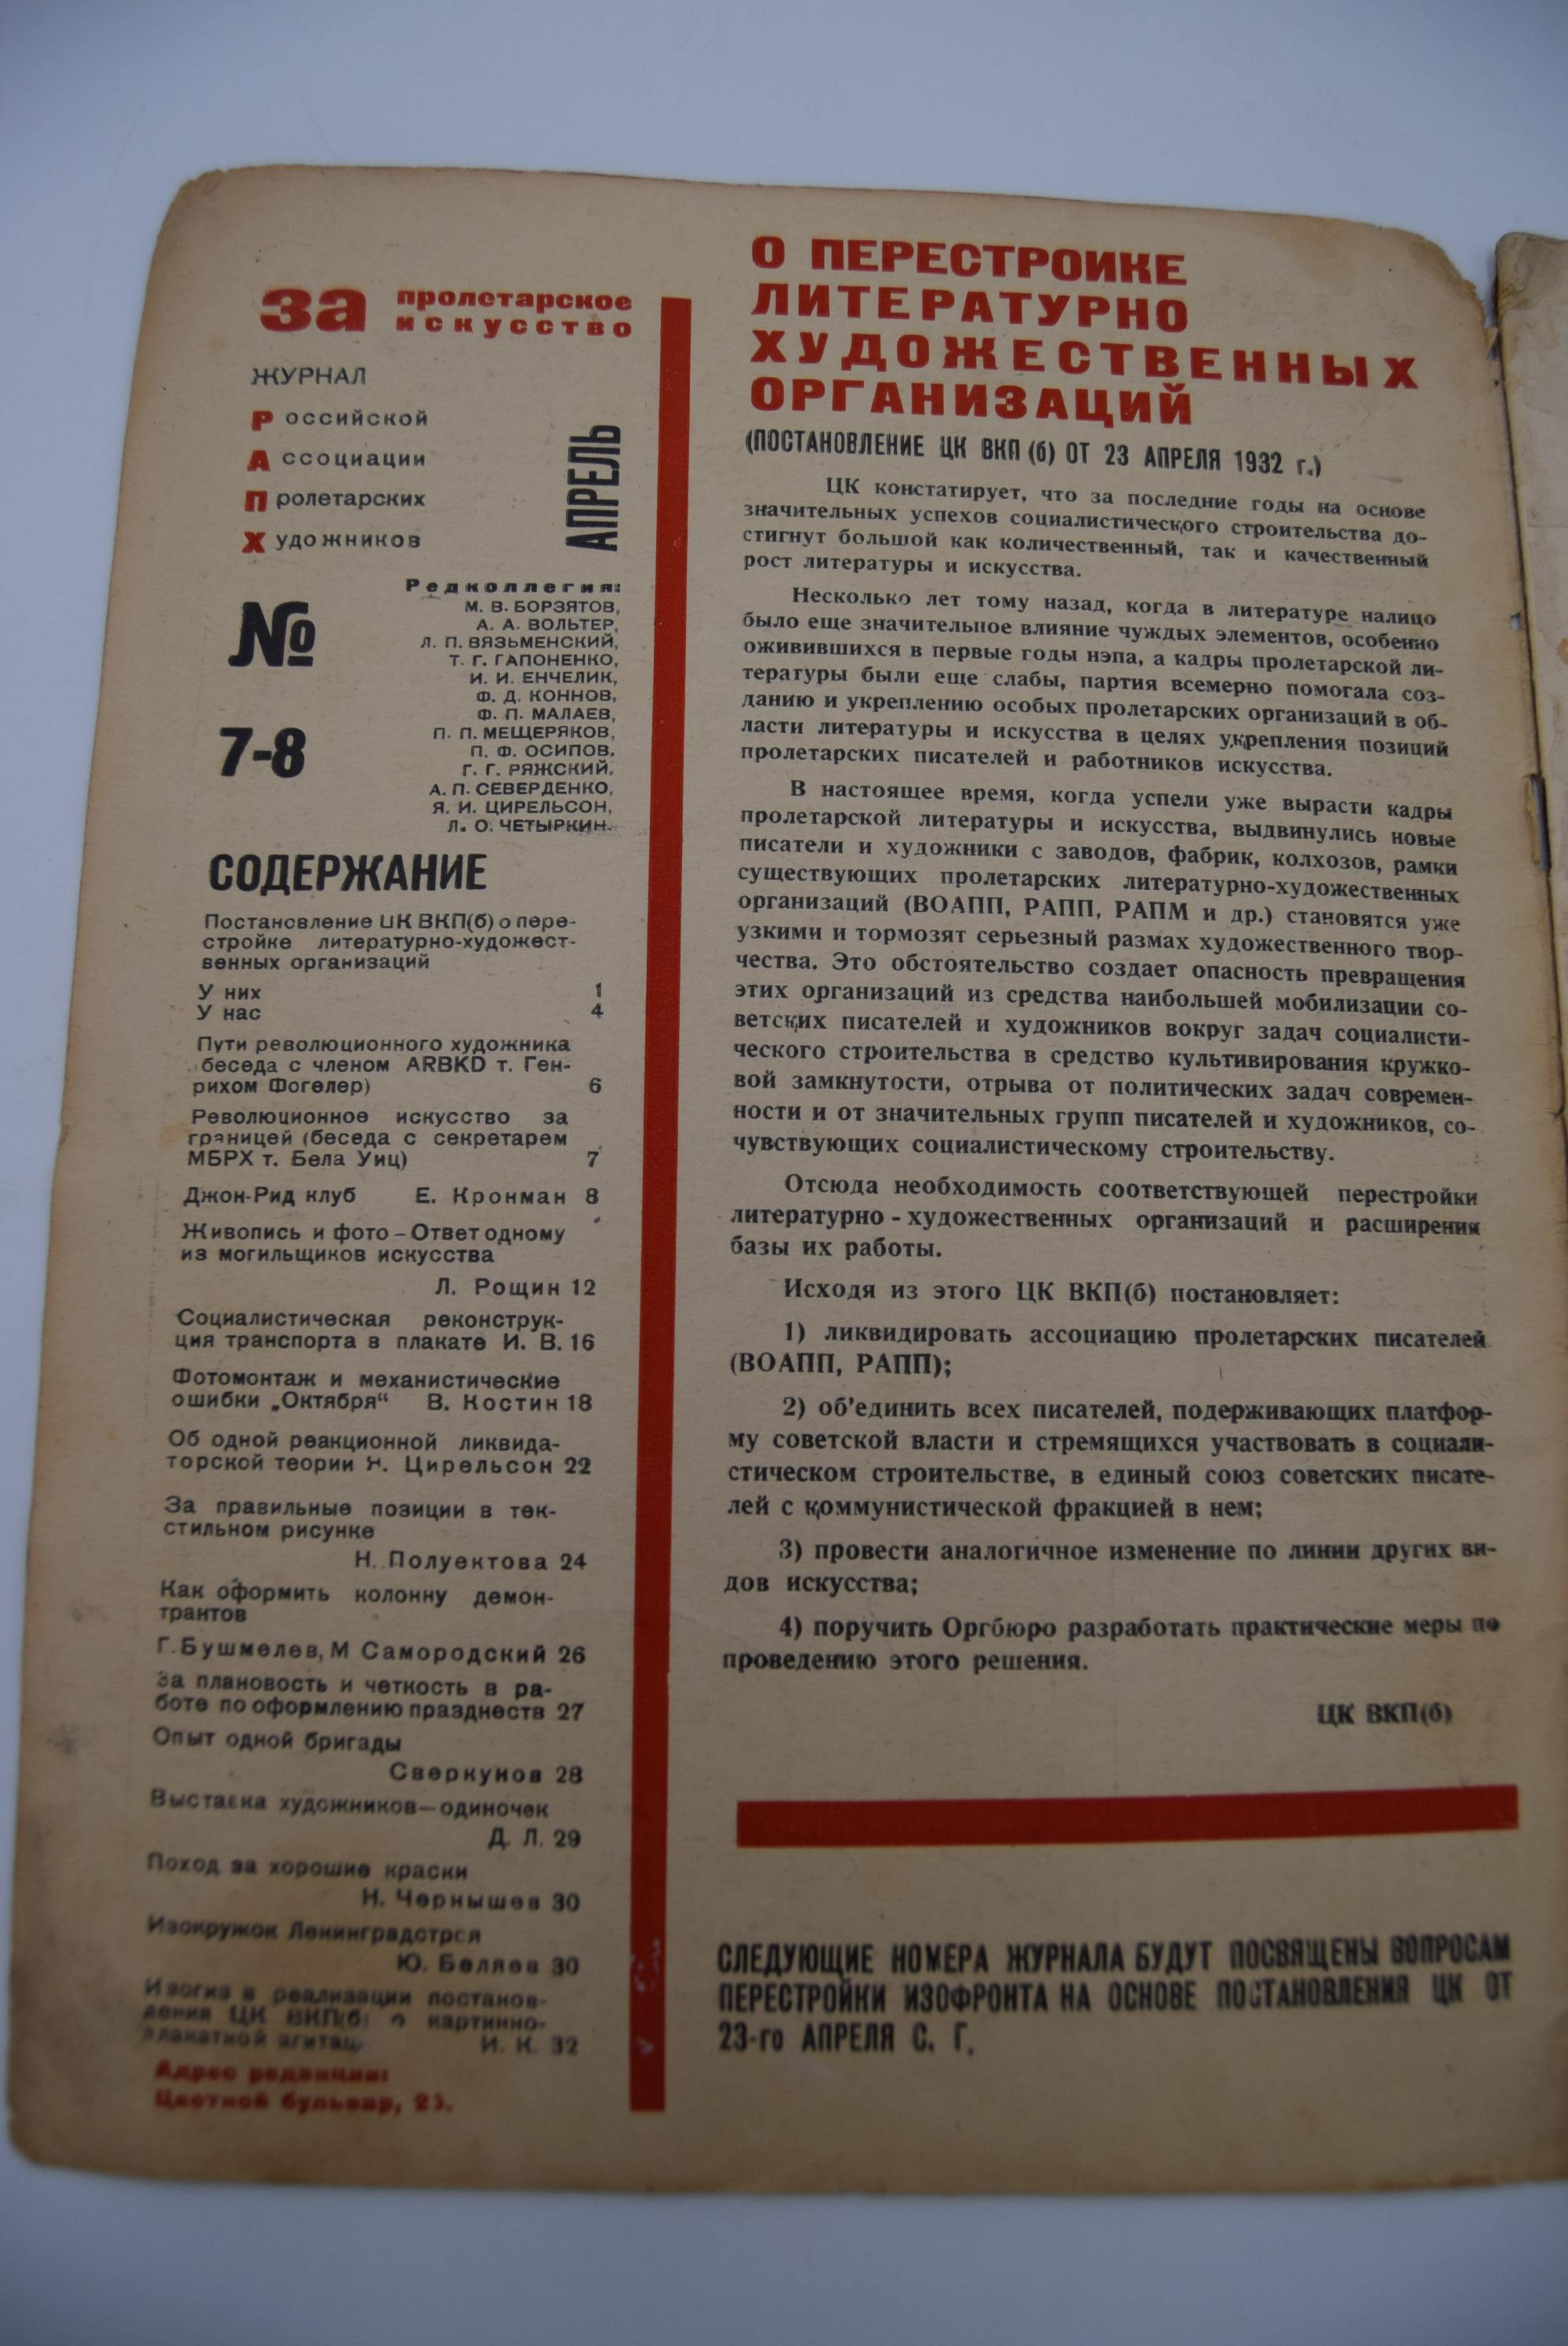 За пролетарское
искусство
ЖУРНАЛ
Российской
Ассоциации
Пролетарских
Художников
АПРЕЛЬ
№
7-8
Редколлегия:
М. В. БОРЗЯТОВ,
А. А. ВОЛЬТЕР,
Л. П. ВЯЗЬМЕНСКИЙ,
Т. Г. ГАПОНЕНКО,
И. И. ЕНЧЕЛИК,
Ф. Д. КОННОВ,
Ф. П. МАЛАЕВ,
П. П. МЕЩЕРЯКОВ,
П. Ф. ОСИПОВ,
Г. Г. РЯЖСКИЙ,
А. П. СЕВЕРДЕНКО,
Я. И. ЦИРЕЛЬСОН,
Л. О. ЧЕТЫРКИН.
СОДЕРЖАНИЕ
Постановление ЦК ВКП(б) о пере-
стройке литературно-художест-
венных организаций
У них 1
У нас 4
Пути революционного художника
беседа с членом ARBKD т. Ген-
рихом Фогелер) 6
Революционное искусство за
границей (беседа с секретарем
МБРХ т. Бела Уиц) 7
Джон-Рид клуб Е. Кронман 8
Живопись и фото – Ответ одному
из могильщиков искусства
Л. Рощин 12
Социалистическая реконструк-
ция транспорта в плакате И. В. 16
Фотомонтаж и механистические
ошибки „Октября“ В. Костин 18
Об одной реакционной ликвида-
торской теории Я. Цирельсон 22
За правильные позиции в тек-
стильном рисунке
Н. Полуектова 24
Как оформить колонну демон-
трантов
Г. Бушмелев, М Самородский 26
За плановость и четкость в ра-
боте по оформлению празднеств 27
Опыт одной бригады
Сверкунов 28
Выставка художников—одиночек
Д. Л. 29
Поход за хорошие краски
Н. Чернышев 30
Изокружок Ленинградстроя
Ю. Беляев 30
Изогиз в реализации постанов-
ления ЦК ВКП(б) о картинно-
плакатной агитац
И. К. 32
Адрес редакции:
Цветной бульвар, 25.
О ПЕРЕСТРОИКЕ
ЛИТЕРАТУРНО
ХУДОЖЕСТВЕННЫХ
ОРГАНИЗАЦИЙ
(ПОСТАНОВЛЕНИЕ ЦК ВКП (б) ОТ 23 АПРЕЛЯ 1932 г.)
ЦК констатирует, что за последние годы на основе
значительных успехов социалистического строительства до-
стигнут большой как количественный, так и качественный
рост литературы и искусства.
Несколько лет тому назад, когда в литературе налицо
было еще значительное влияние чуждых элементов, особенно
оживившихся в первые годы нэпа, а кадры пролетарской ли-
тературы были еще слабы, партия всемерно помогала соз-
данию и укреплению особых пролетарских организаций в об-
ласти литературы и искусства в целях укрепления позиций
пролетарских писателей и работников искусства.
В настоящее время, когда успели уже вырасти кадры
пролетарской литературы и искусства, выдвинулись новые
писатели и художники с заводов, фабрик, колхозов, рамки
существующих пролетарских литературно-художественных
организаций (ВОАПП, РАПП, РАПМ и др.) становятся уже
узкими и тормозят серьезный размах художественного твор-
чества. Это обстоятельство создает опасность превращения
этих организаций из средства наибольшей мобилизации со-
ветских писателей и художников вокруг задач социалисти-
ческого строительства в средство культивирования кружко-
вой замкнутости, отрыва от политических задач современ-
ности и от значительных групп писателей и художников, со-
чувствующих социалистическому строительству.
Отсюда необходимость соответствующей перестройки
литературно - художественных организаций и расширения
базы их работы.
Исходя из этого ЦК ВКП(б) постановляет:
1) ликвидировать ассоциацию пролетарских писателей
(ВОАПП, РАПП);
2) об'единить всех писателей, подерживающих платфор-
му советской власти и стремящихся участвовать в социали-
стическом строительстве, в единый союз советских писате-
лей с коммунистической фракцией в нем;
3) провести аналогичное изменение по линии других ви-
дов искусства;
4) поручить Оргбюро разработать практические меры по
проведению этого решения.
ЦК ВКП(б)
СЛЕДУЮЩИЕ НОМЕРА ЖУРНАЛА БУДУТ ПОСВЯЩЕНЫ ВОПРОСАМ
ПЕРЕСТРОЙКИ ИЗОФРОНТА НА ОСНОВЕ ПОСТАНОВЛЕНИЯ ЦК ОТ
23-го АПРЕЛЯ С. Г.